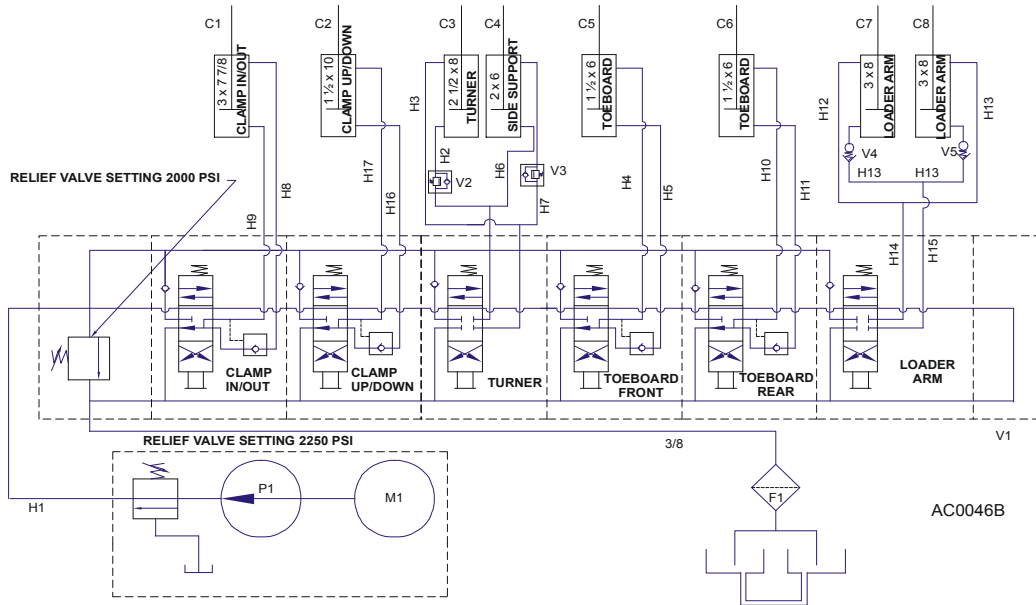 C1
C2
C3
C4
C5
C6
C7
C8
3 x 7 7/8
CLAMP IN/OUT
1 ½ x 10
CLAMP UP/DOWN
2 1/2 x 8
TURNER
2 x 6
SIDE SUPPORT
1 ½ x 6
TOEBOARD
1 ½ x 6
TOEBOARD
3 x 8
LOADER ARM
3 x 8
LOADER ARM
H3
H12
H13
H2
H6
V2
V3
H7
V4
V5
H13
H13
RELIEF VALVE SETTING 2000 PSI
H9
H8
H17
H16
H4
H5
H10
H11
H14
H15
CLAMP
IN/OUT
CLAMP
UP/DOWN
TURNER
TOEBOARD
FRONT
TOEBOARD
REAR
LOADER
ARM
V1
RELIEF VALVE SETTING 2250 PSI
3/8
H1
P1
M1
F1
AC0046B